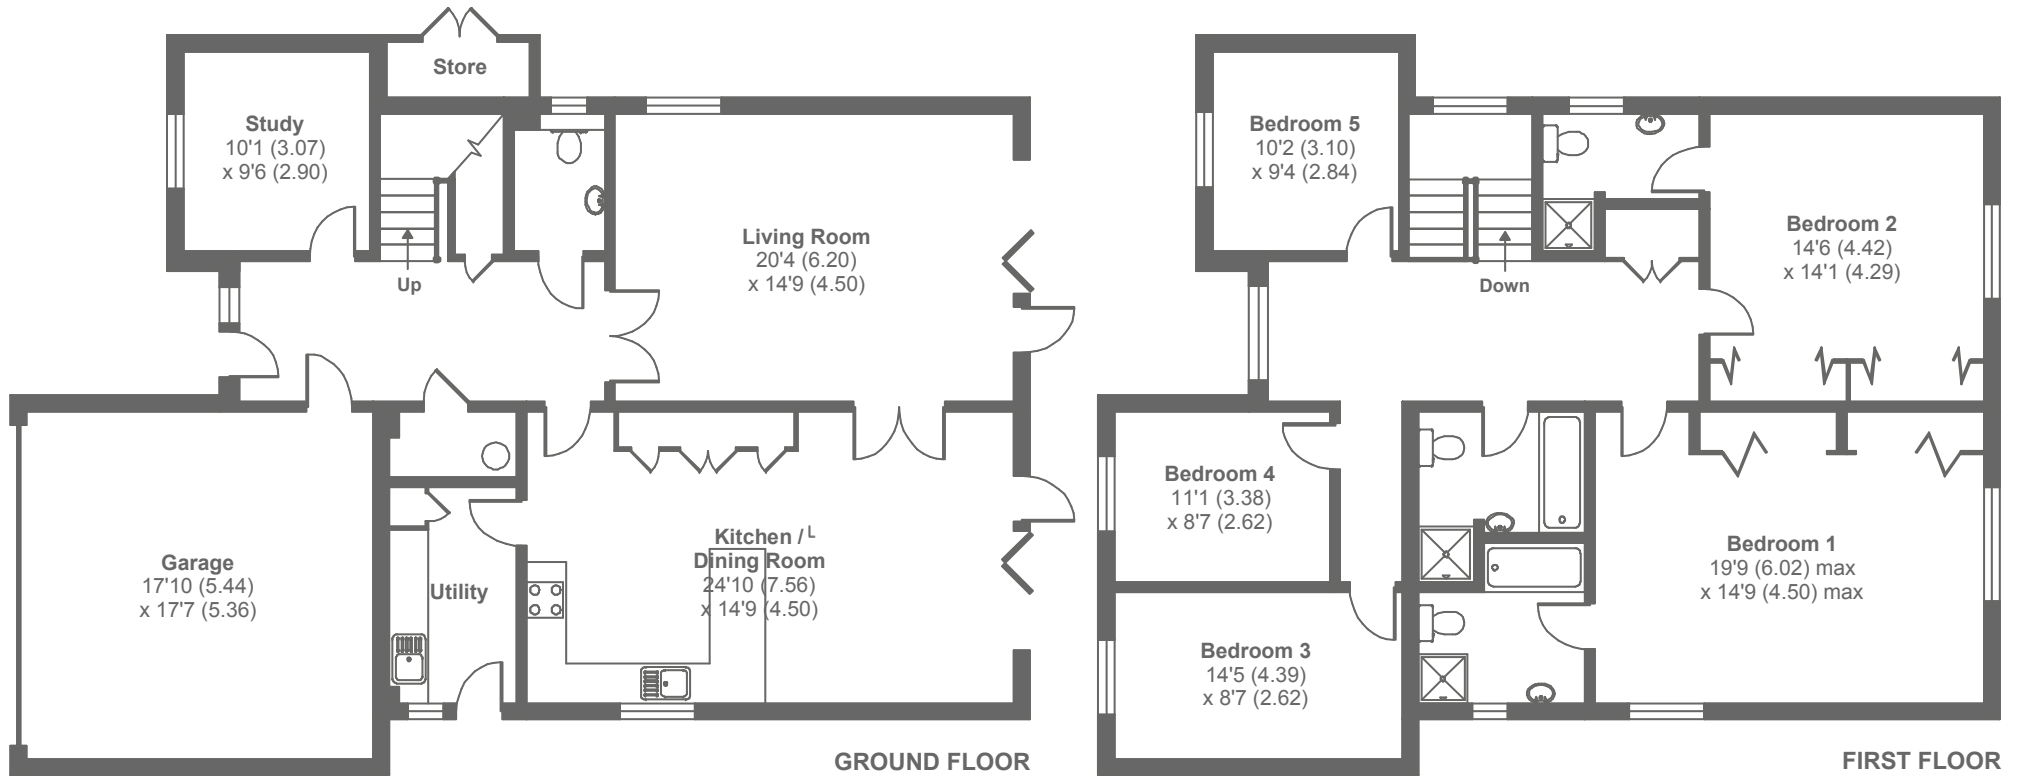 Store
Study
10'1 (3.07)
x 9'6 (2.90)
Up
Living Room
20'4 (6.20)
x 14'9 (4.50)
Garage
17'10 (5.44)
x 17'7 (5.36)
Utility
Kitchen / L
Dining Room
24'10 (7.56)
x 14'9 (4.50)
GROUND FLOOR
Bedroom 5
10'2 (3.10)
x 9'4 (2.84)
Down
Bedroom 2
14'6 (4.42)
x 14'1 (4.29)
Bedroom 4
11'1 (3.38)
x 8'7 (2.62)
Bedroom 1
19'9 (6.02) max
x 14'9 (4.50) max
Bedroom 3
14'5 (4.39)
x 8'7 (2.62)
FIRST FLOOR